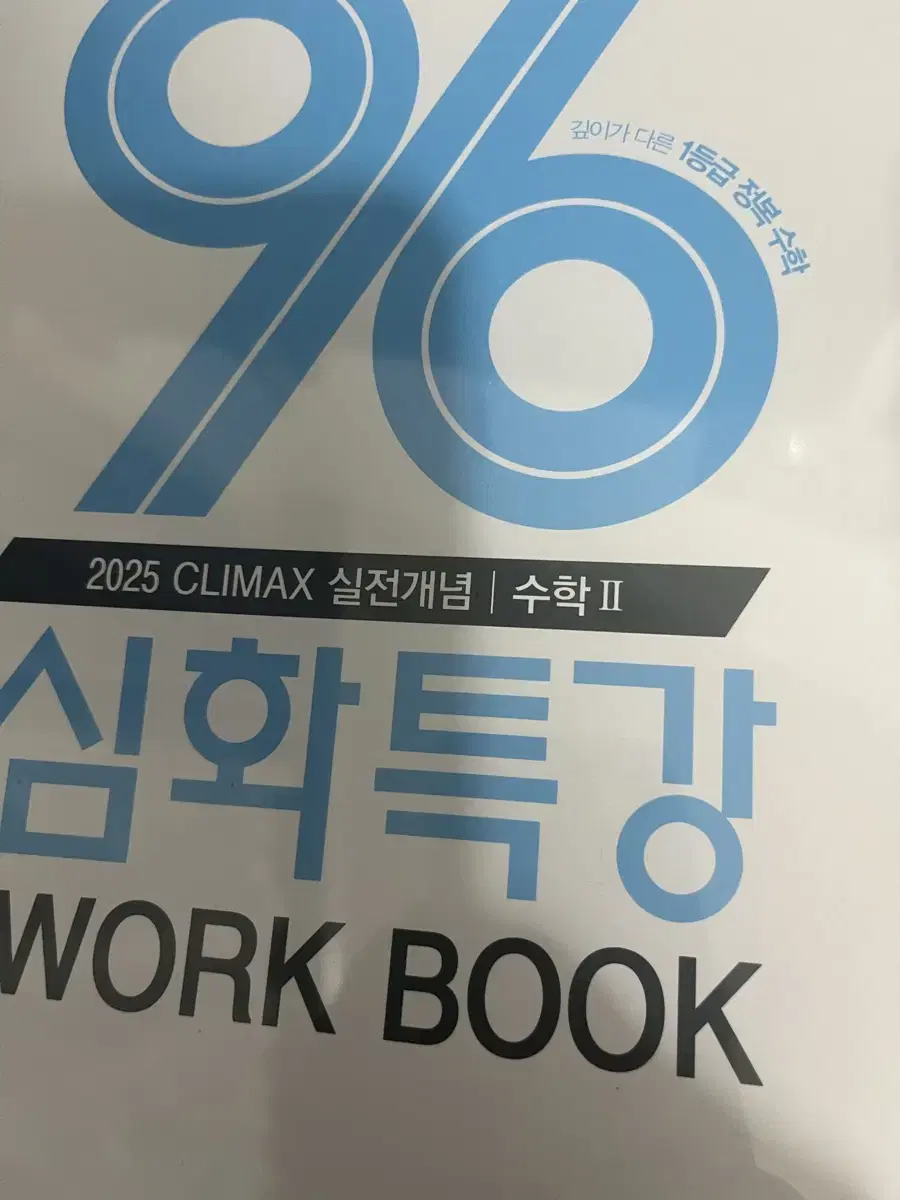 96
깊이가 다른 1등급 정복 수학
2025 CLIMAX 실전개념 | 수학 II
심화특강
WORK BOOK